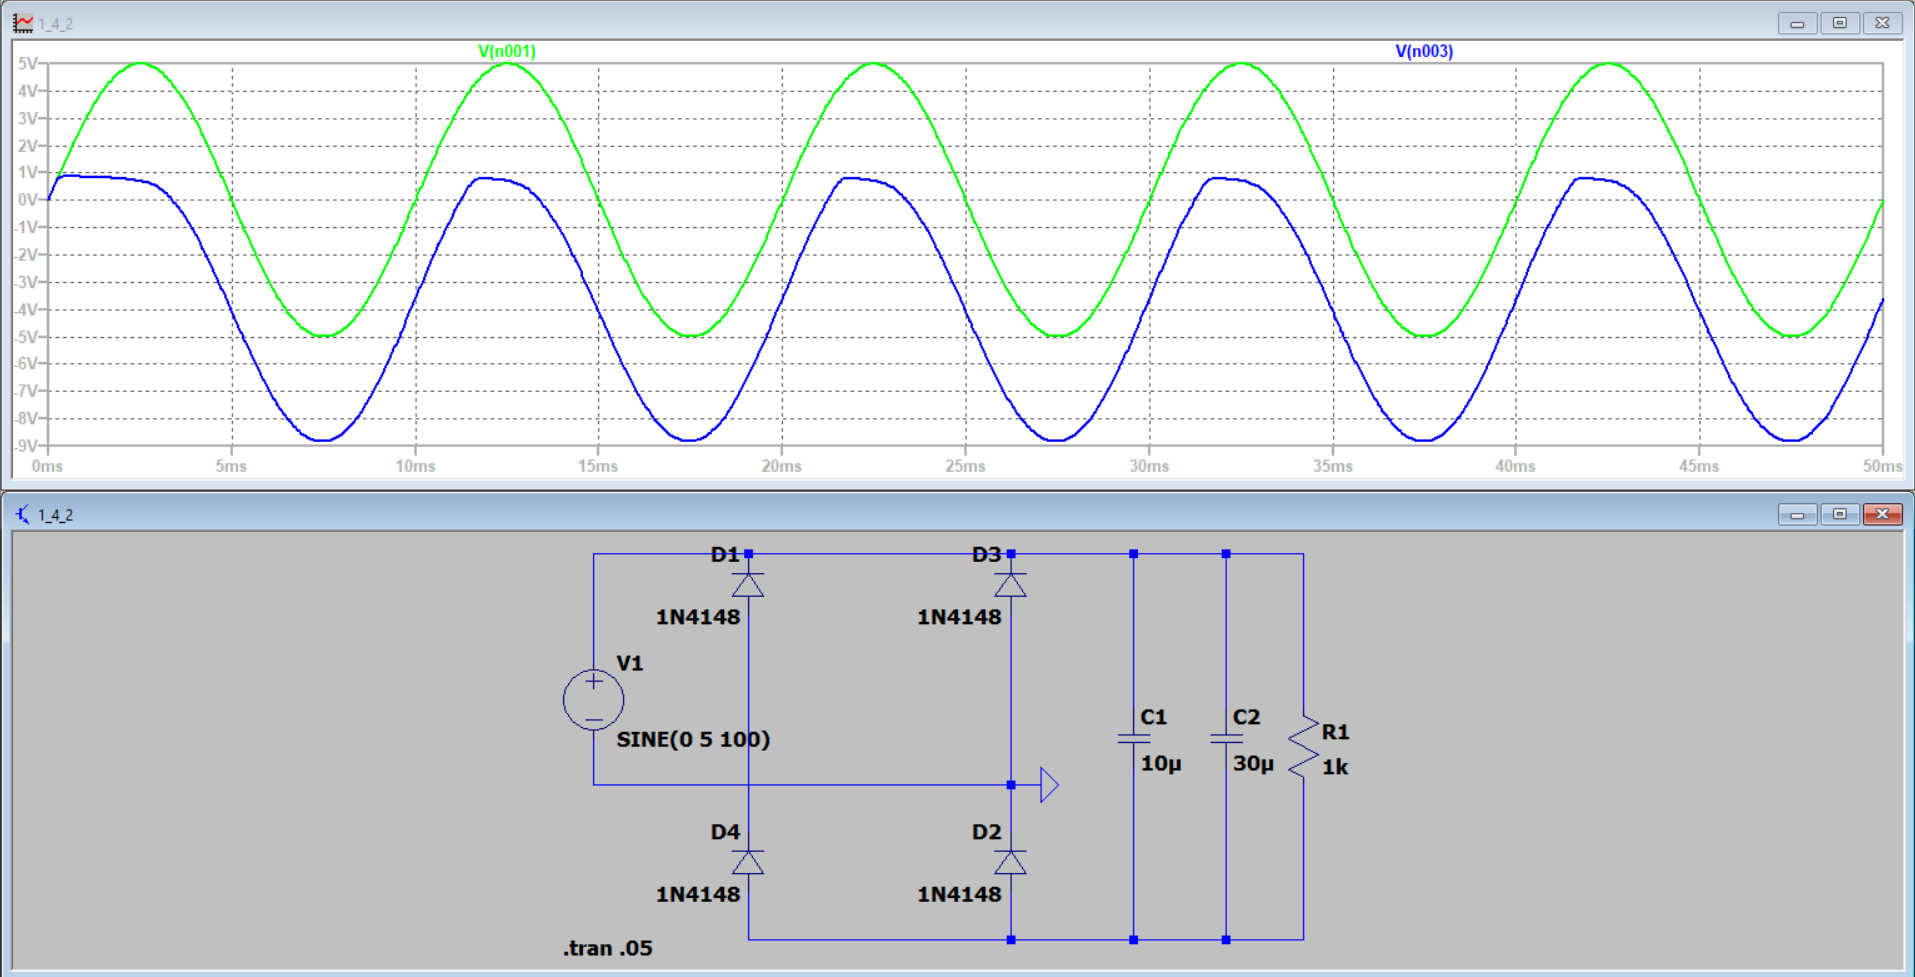 1_4_2
V(n001) V(n003)
5V
4V
3V
2V
1V
0V
-1V
-2V
-3V
-4V
-5V
-6V
-7V
-8V
-9V
0ms 5ms 10ms 15ms 20ms 25ms 30ms 35ms 40ms 45ms 50ms
1_4_2
D1 D3
1N4148 1N4148
V1
SINE(0 5 100)
C1 C2 R1
10µ 30µ 1k
D4 D2
1N4148 1N4148
.tran .05